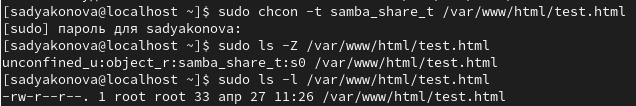 [sadyakonova@localhost ~]$ sudo chcon -t samba_share_t /var/www/html/test.html
[sudo] пароль для sadyakonova:
[sadyakonova@localhost ~]$ sudo ls -Z /var/www/html/test.html
unconfined_u:object_r:samba_share_t:s0 /var/www/html/test.html
[sadyakonova@localhost ~]$ sudo ls -l /var/www/html/test.html
-rw-r--r--. 1 root root 33 апр 27 11:26 /var/www/html/test.html